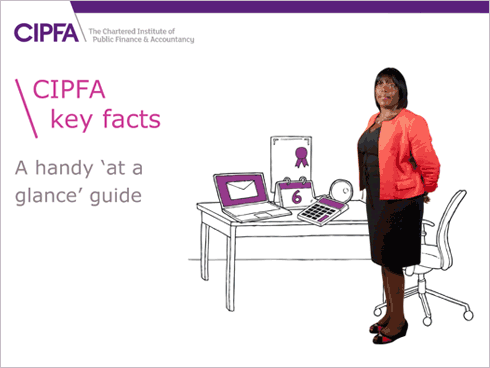 CIPFA
The Chartered Institute of
Public Finance & Accountancy
CIPFA
key facts
A handy ‘at a
glance’ guide
6